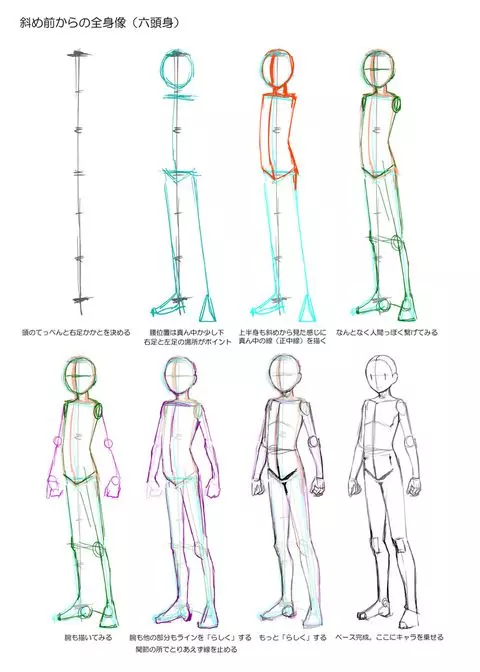 斜め前からの全身像（六頭身）
頭のてっぺんと右足かかとを決める
腰位置は真ん中か少し下
右足と左足の場所がポイント
上半身も斜めから見た感じに
真ん中の線（正中線）を描く
なんとなく人間っぽく繋げてみる
腕も描いてみる
腕も他の部分もラインを「らしく」する
関節の所でとりあえず線を止める
もっと「らしく」する
ベース完成。ここにキャラを乗せる